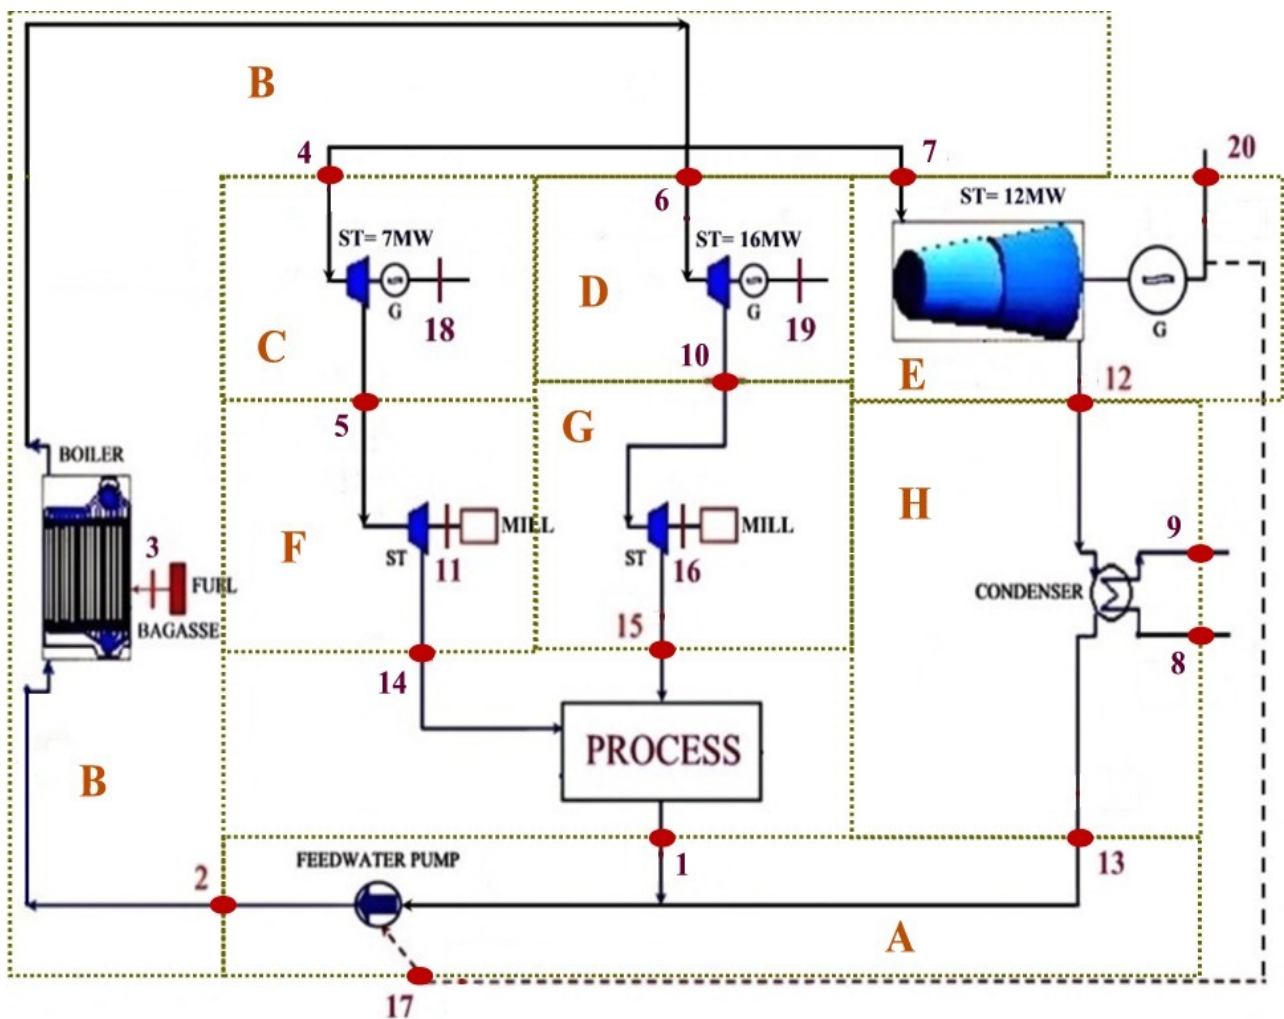 B
4
7
20
6
ST= 12MW
ST= 7MW
ST= 16MW
D
G
G
G
18
19
C
10
E
12
5
G
BOILER
H
3
FUEL
BAGASSE
F
MILL
ST
11
MILL
ST
16
9
CONDENSER
15
8
14
PROCESS
B
FEEDWATER PUMP
1
13
2
A
17